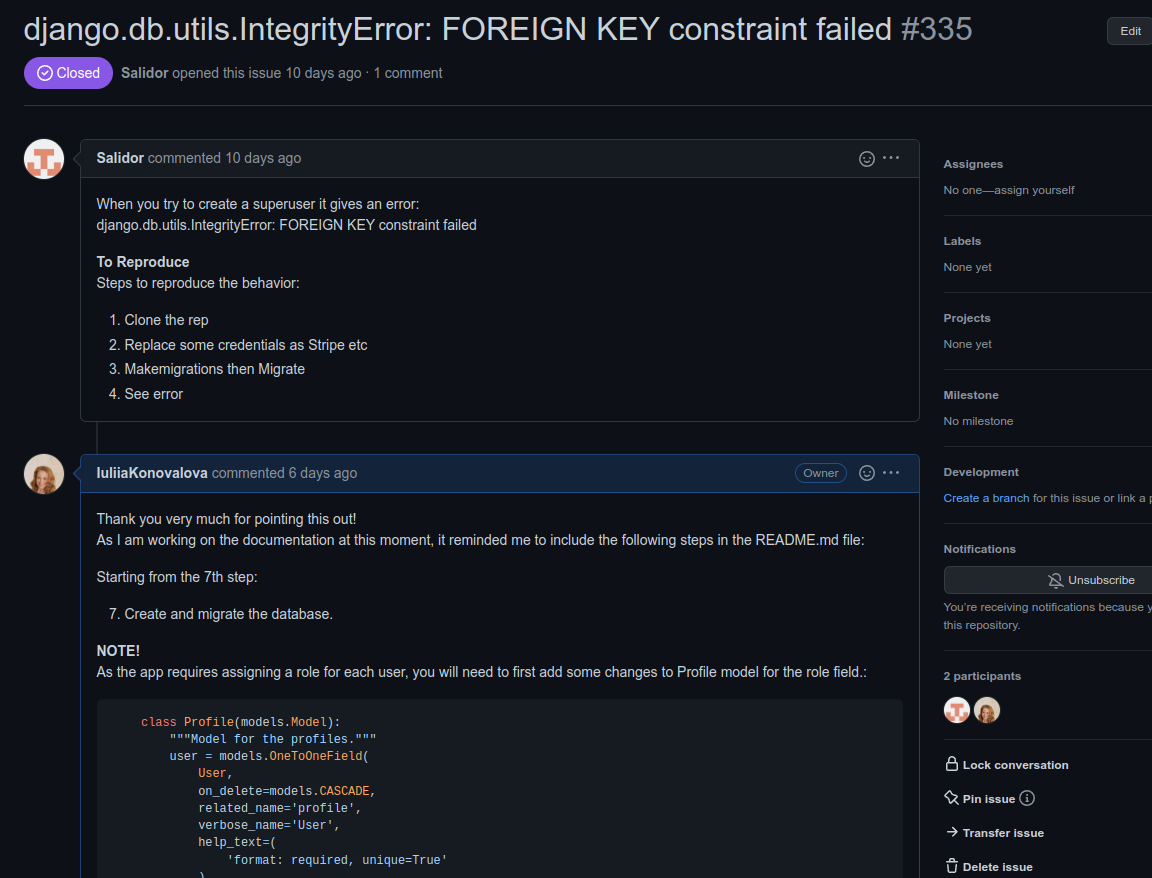 django.db.utils.IntegrityError: FOREIGN KEY constraint failed #335
Edit
Closed
Salidor opened this issue 10 days ago · 1 comment
Salidor commented 10 days ago
When you try to create a superuser it gives an error:
django.db.utils.IntegrityError: FOREIGN KEY constraint failed
To Reproduce
Steps to reproduce the behavior:
1. Clone the rep
2. Replace some credentials as Stripe etc
3. Makemigrations then Migrate
4. See error
IuliiaKonovalova commented 6 days ago
Owner
Thank you very much for pointing this out!
As I am working on the documentation at this moment, it reminded me to include the following steps in the README.md file:
Starting from the 7th step:
7. Create and migrate the database.
NOTE!
As the app requires assigning a role for each user, you will need to first add some changes to Profile model for the role field.:
class Profile(models.Model):
"""Model for the profiles."""
user = models.OneToOneField(
User,
on_delete=models.CASCADE,
related_name='profile',
verbose_name='User',
help_text=(
'format: required, unique=True'
)
Assignees
No one—assign yourself
Labels
None yet
Projects
None yet
Milestone
No milestone
Development
Create a branch for this issue or link a
Notifications
Unsubscribe
You're receiving notifications because
this repository.
2 participants
Lock conversation
Pin issue
Transfer issue
Delete issue